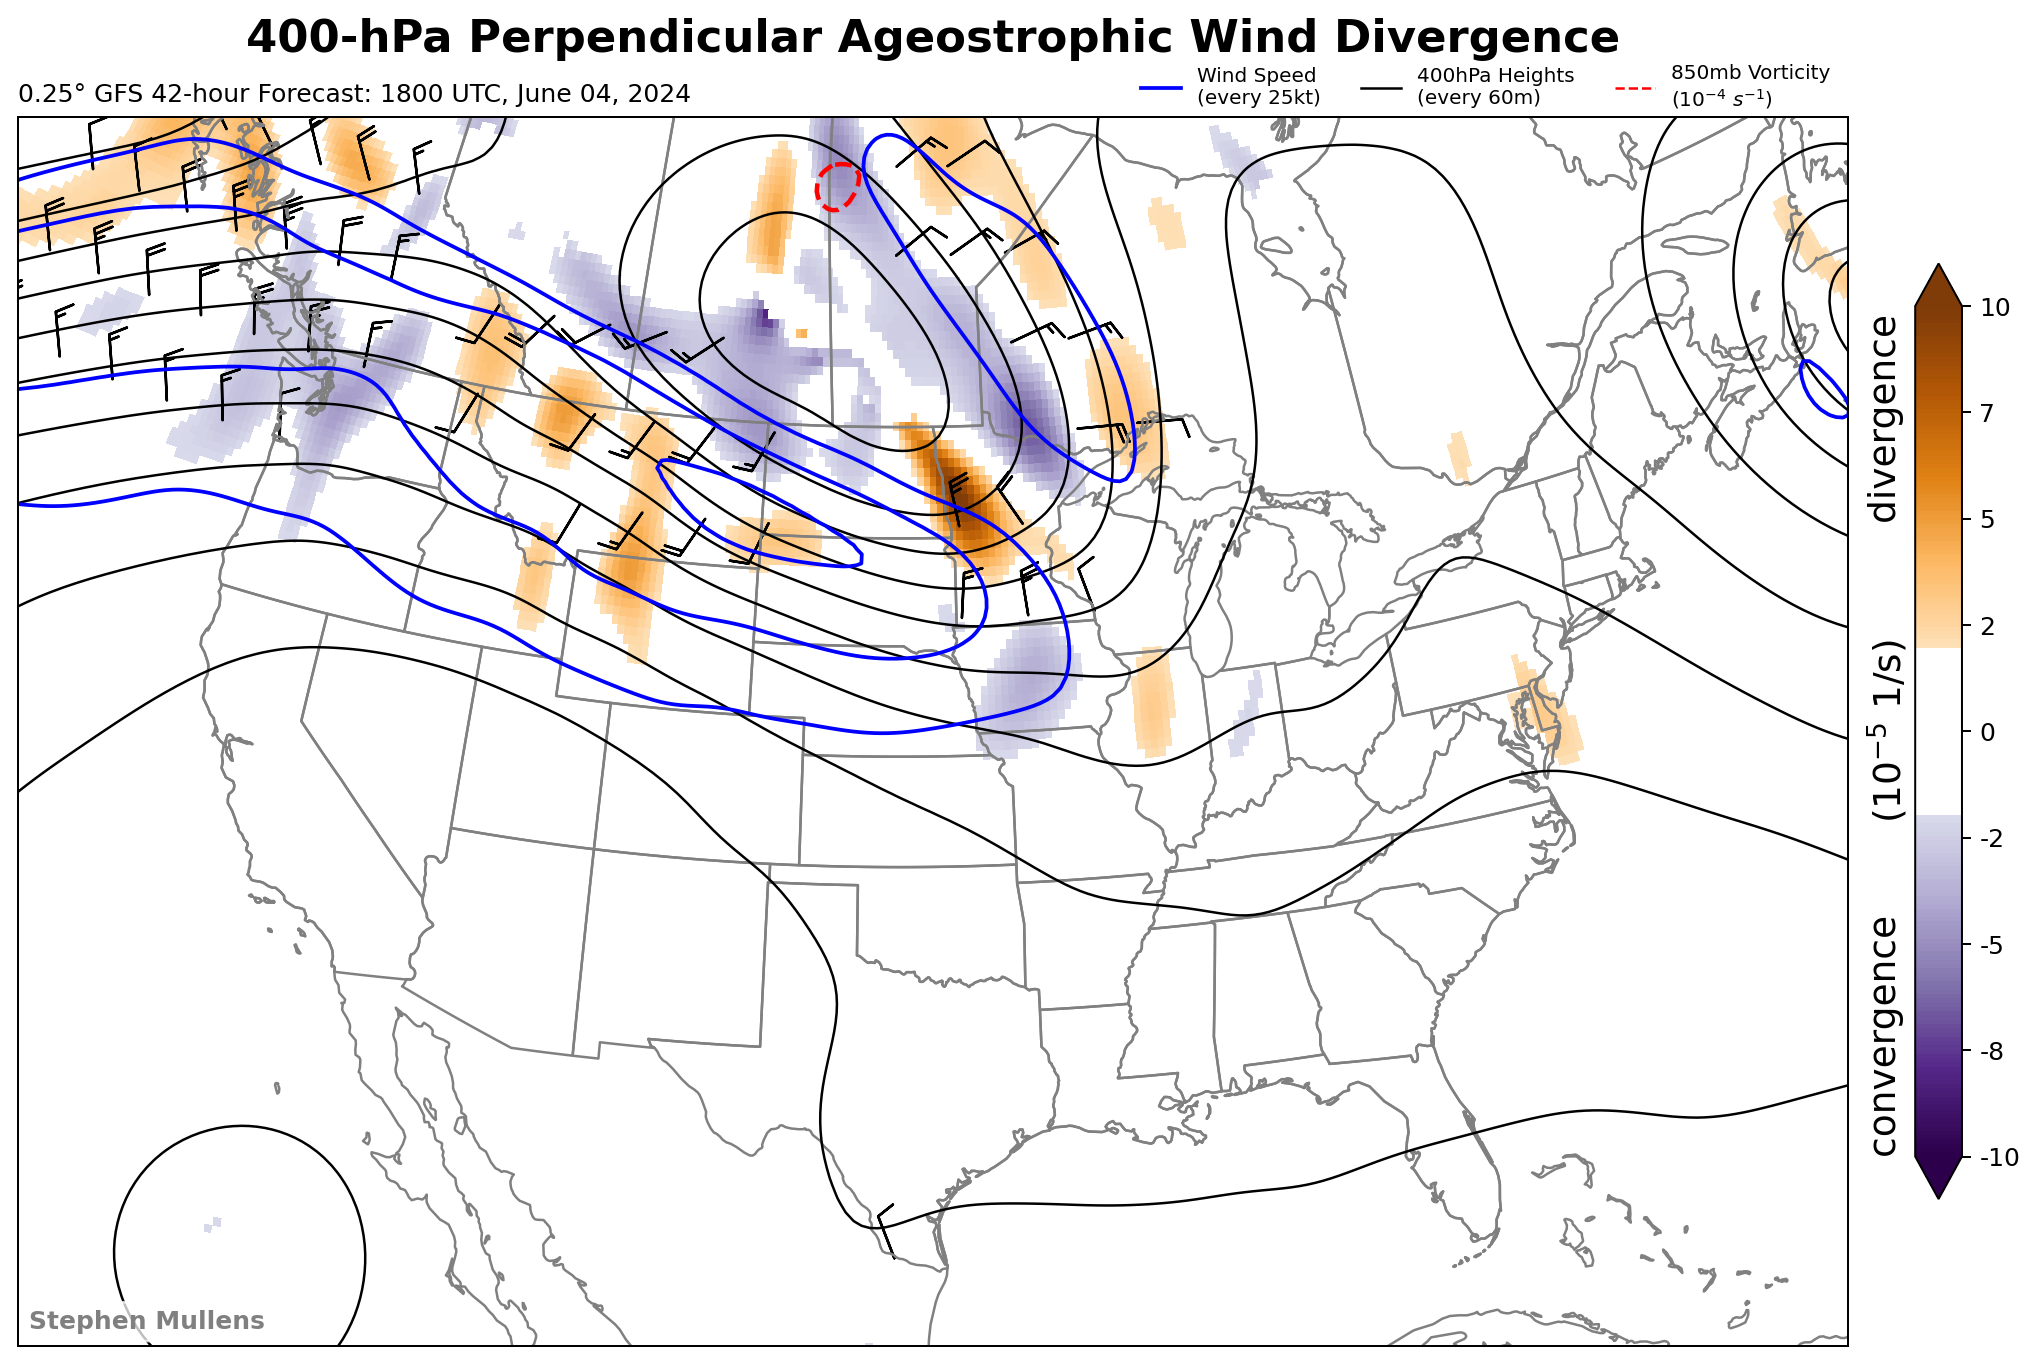 400-hPa Perpendicular Ageostrophic Wind Divergence
0.25° GFS 42-hour Forecast: 1800 UTC, June 04, 2024
Wind Speed
(every 25kt)
400hPa Heights
(every 60m)
850mb Vorticity
(10⁻⁴ s⁻¹)
convergence (10⁻⁵ 1/s) divergence
10
7
5
2
0
-2
-5
-8
-10
Stephen Mullens